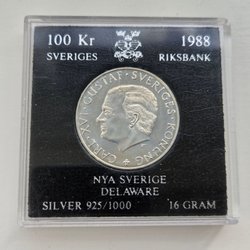 100 Kr 1988
SVERIGES RIKSBANK
CARL·XVI·GUSTAF·SVERIGES·KONUNG
NYA SVERIGE
DELAWARE
SILVER 925/1000 16 GRAM